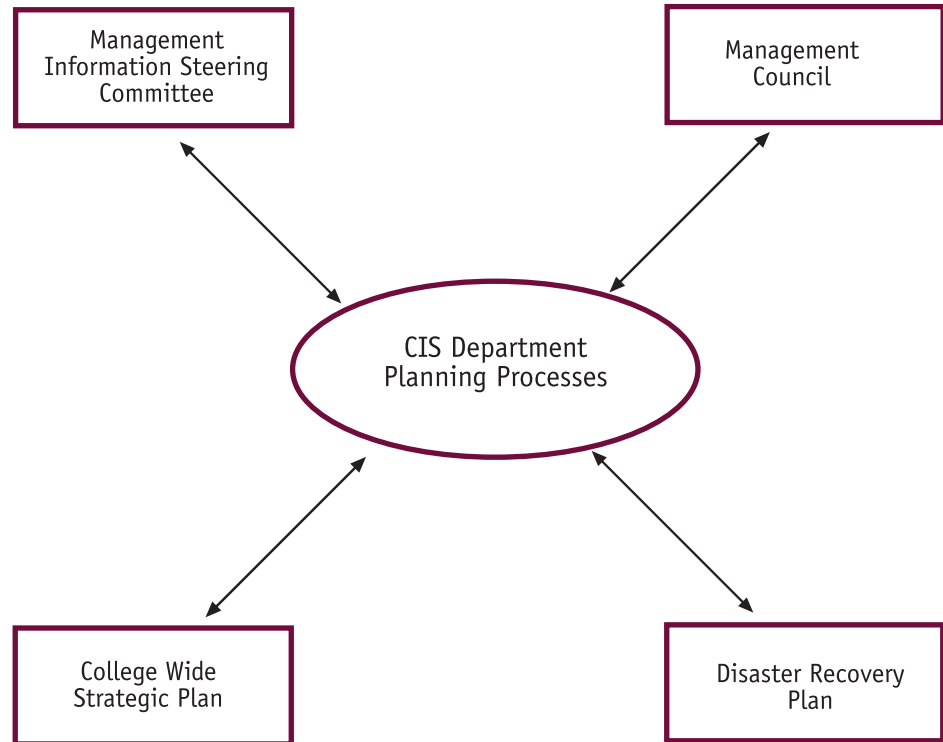 Management
Information Steering
Committee
Management
Council
CIS Department
Planning Processes
College Wide
Strategic Plan
Disaster Recovery
Plan